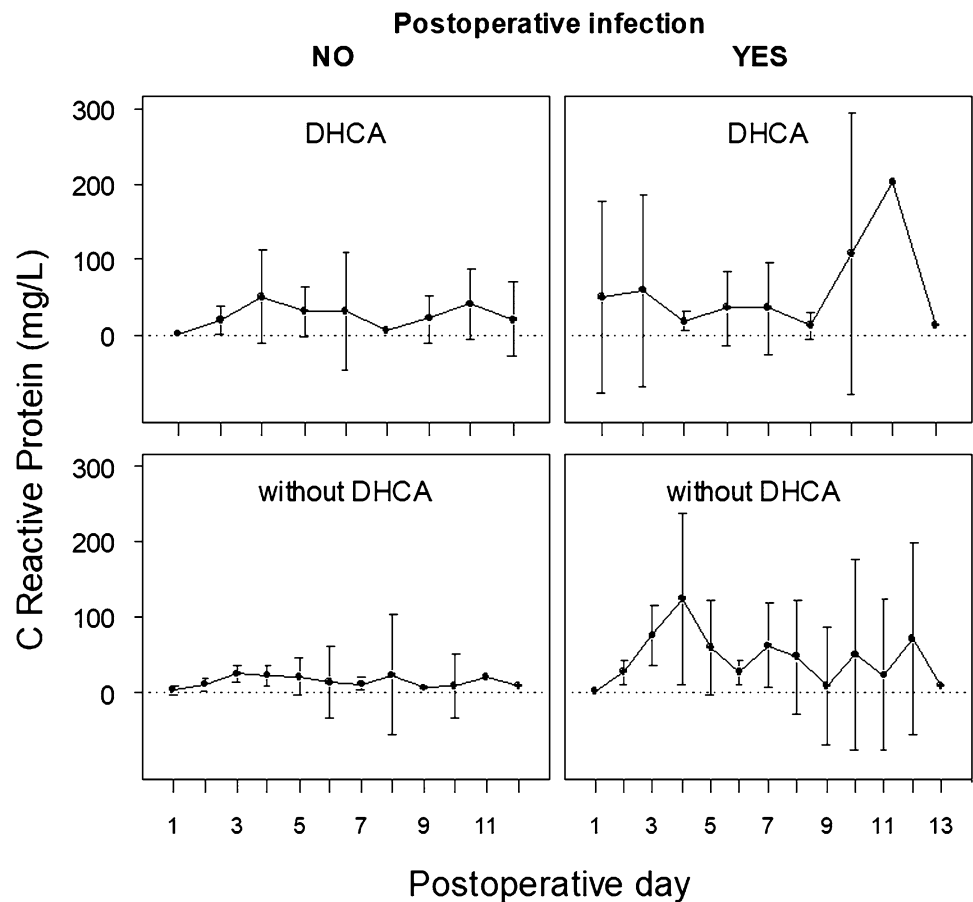 Postoperative infection
NO YES
DHCA DHCA
300
200
100
0
C Reactive Protein (mg/L)
without DHCA without DHCA
300
200
100
0
1 3 5 7 9 11 1 3 5 7 9 11 13
Postoperative day